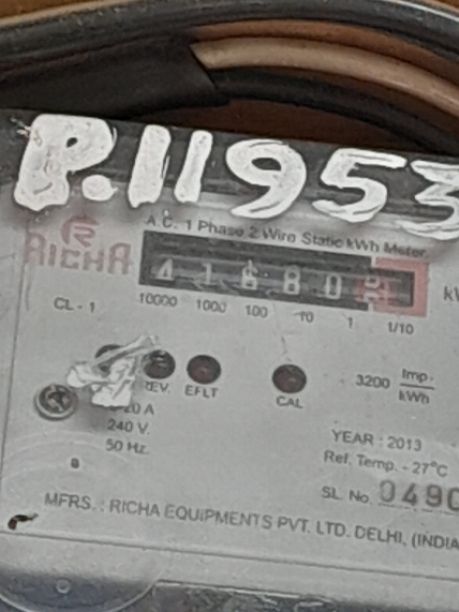 P.11953
A.C. 1 Phase 2 Wire Static kWh Meter
RICHA
4 1 6 8 0
CL - 1
10000 1000 100 10 1 1/10
REV. EFLT
CAL
3200 Imp. / kWh
240 V.
50 Hz.
YEAR : 2013
Ref. Temp. - 27°C
SL. No. 0490
MFRS. : RICHA EQUIPMENTS PVT. LTD. DELHI, (INDIA